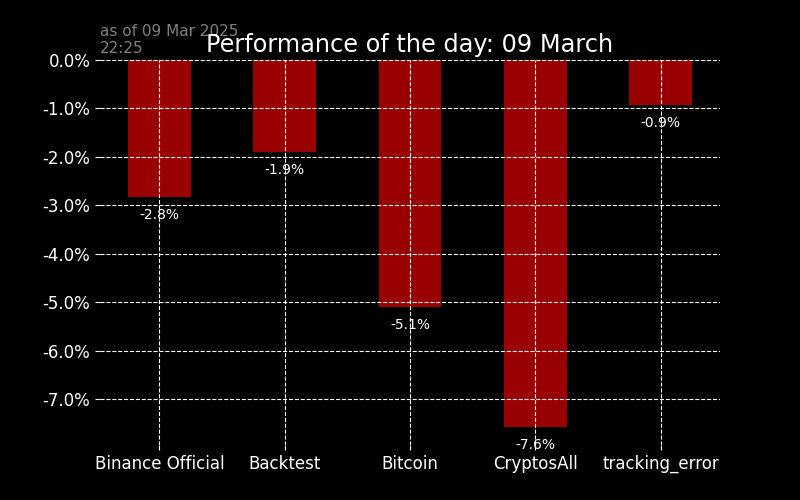 as of 09 Mar 2025
22:25
Performance of the day: 09 March
0.0%
-1.0%
-2.0%
-3.0%
-4.0%
-5.0%
-6.0%
-7.0%
-2.8%
-1.9%
-5.1%
-7.6%
-0.9%
Binance Official
Backtest
Bitcoin
CryptosAll
tracking_error